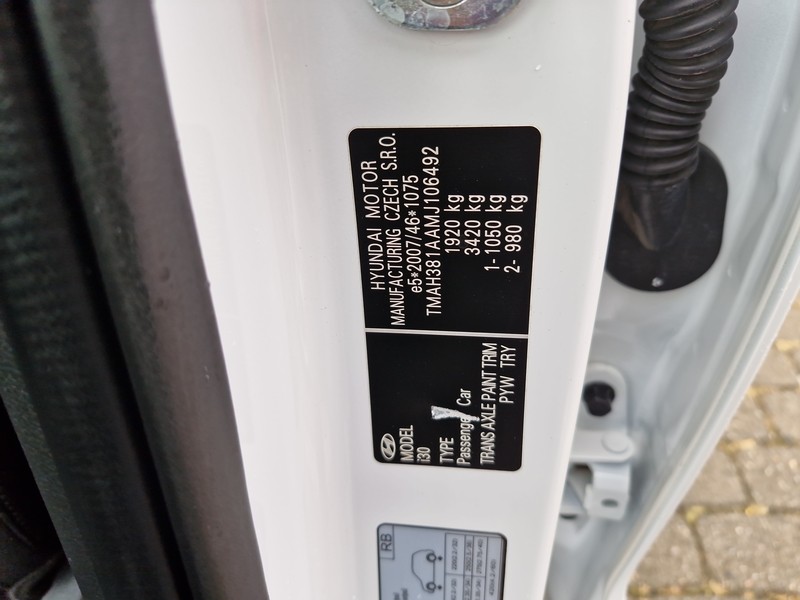 HYUNDAI MOTOR
MANUFACTURING CZECH S.R.O.
e5*2007/46*1075
TMAH381AAMJ106492
1920 kg
3420 kg
1- 1050 kg
2- 980 kg
MODEL
i30
TYPE
Passenger Car
TRANS AXLE PAINT TRIM
PYW TRY
RB